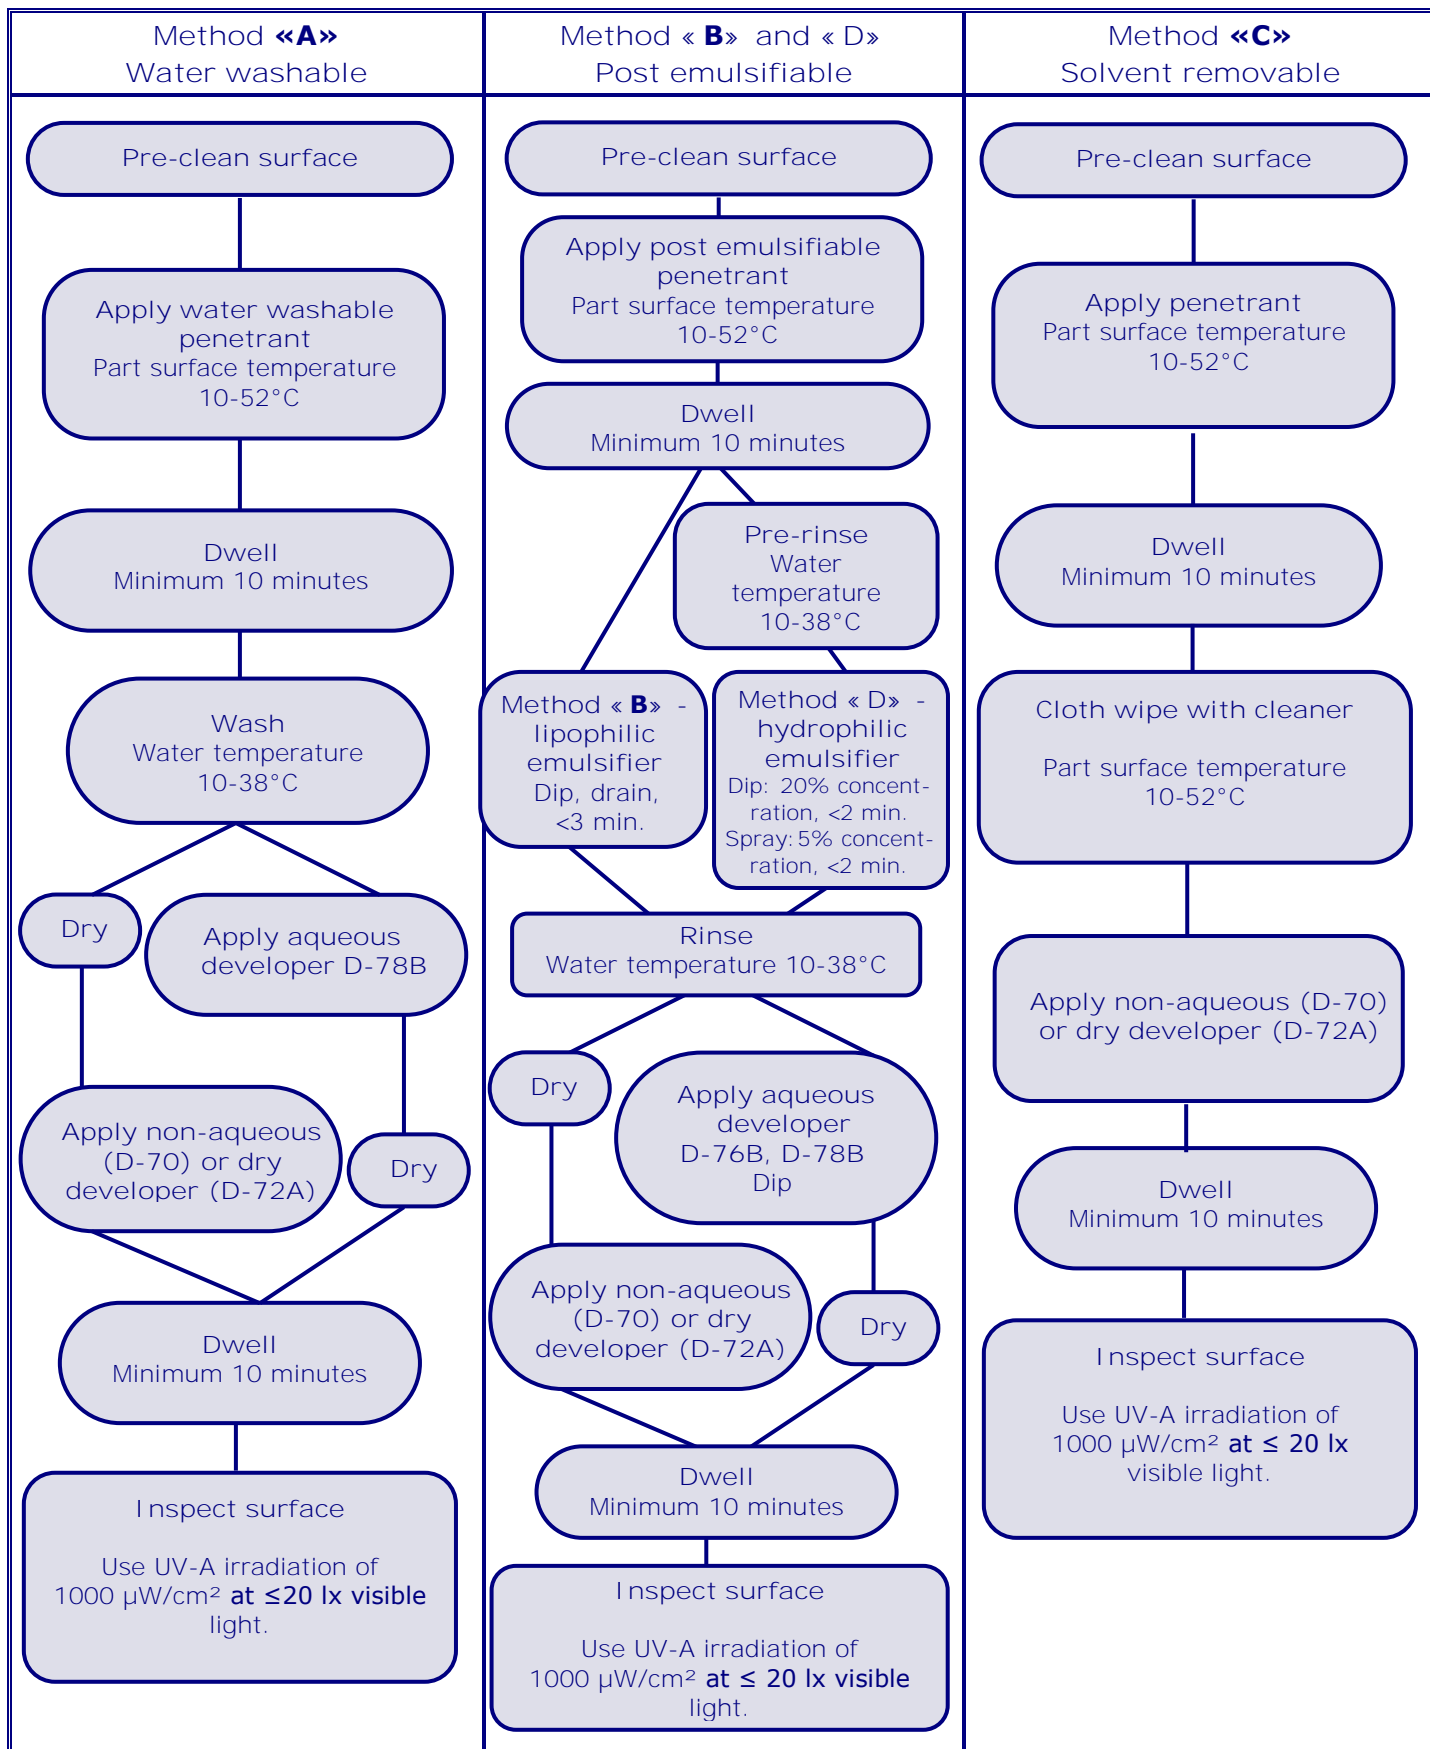 Method «A»
Water washable
Method « B» and « D»
Post emulsifiable
Method «C»
Solvent removable
Pre-clean surface
Apply water washable
penetrant
Part surface temperature
10-52°C
Dwell
Minimum 10 minutes
Wash
Water temperature
10-38°C
Dry
Apply aqueous
developer D-78B
Apply non-aqueous
(D-70) or dry
developer (D-72A)
Dry
Dwell
Minimum 10 minutes
Inspect surface
Use UV-A irradiation of
1000 µW/cm² at ≤20 lx visible
light.
Pre-clean surface
Apply post emulsifiable
penetrant
Part surface temperature
10-52°C
Dwell
Minimum 10 minutes
Pre-rinse
Water
temperature
10-38°C
Method « B» -
lipophilic
emulsifier
Dip, drain,
<3 min.
Method « D» -
hydrophilic
emulsifier
Dip: 20% concent-
ration, <2 min.
Spray: 5% concent-
ration, <2 min.
Rinse
Water temperature 10-38°C
Dry
Apply aqueous
developer
D-76B, D-78B
Dip
Apply non-aqueous
(D-70) or dry
developer (D-72A)
Dry
Dwell
Minimum 10 minutes
Inspect surface
Use UV-A irradiation of
1000 µW/cm² at ≤ 20 lx visible
light.
Pre-clean surface
Apply penetrant
Part surface temperature
10-52°C
Dwell
Minimum 10 minutes
Cloth wipe with cleaner
Part surface temperature
10-52°C
Apply non-aqueous (D-70)
or dry developer (D-72A)
Dwell
Minimum 10 minutes
Inspect surface
Use UV-A irradiation of
1000 µW/cm² at ≤ 20 lx
visible light.